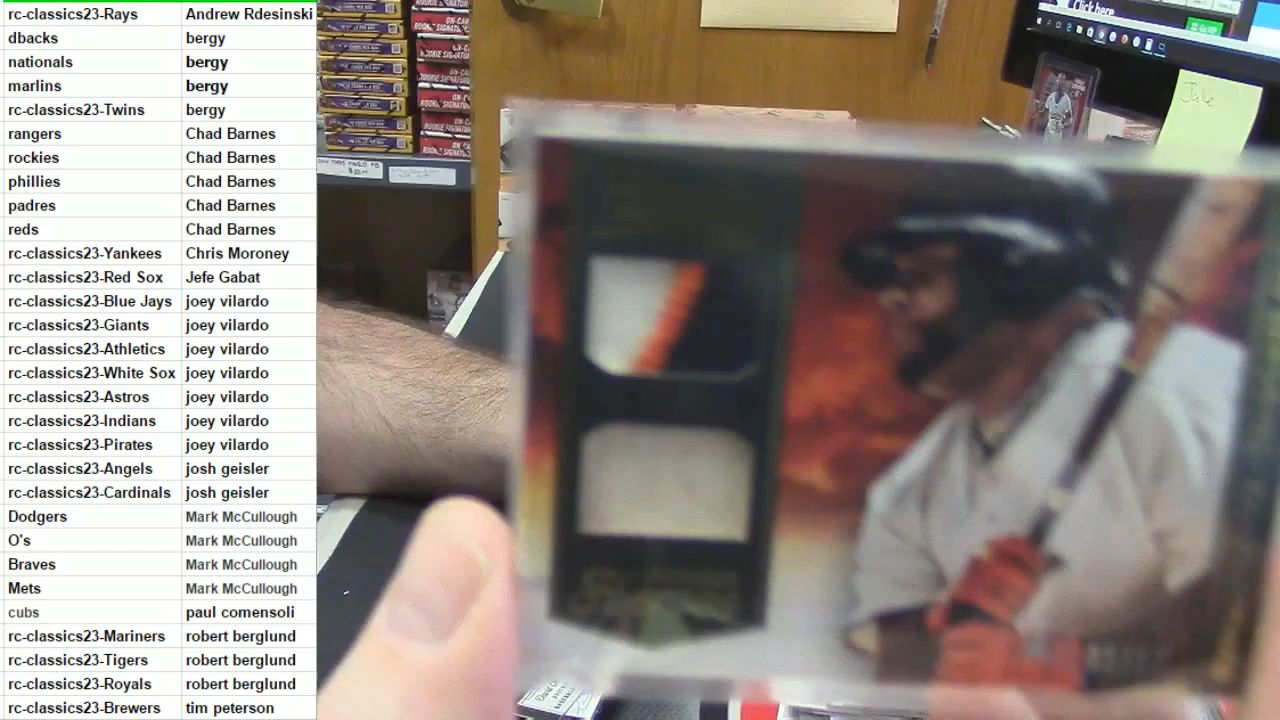 rc-classics23-Rays Andrew Rdesinski
dbacks bergy
nationals bergy
marlins bergy
rc-classics23-Twins bergy
rangers Chad Barnes
rockies Chad Barnes
phillies Chad Barnes
padres Chad Barnes
reds Chad Barnes
rc-classics23-Yankees Chris Moroney
rc-classics23-Red Sox Jefe Gabat
rc-classics23-Blue Jays joey vilardo
rc-classics23-Giants joey vilardo
rc-classics23-Athletics joey vilardo
rc-classics23-White Sox joey vilardo
rc-classics23-Astros joey vilardo
rc-classics23-Indians joey vilardo
rc-classics23-Pirates joey vilardo
rc-classics23-Angels josh geisler
rc-classics23-Cardinals josh geisler
Dodgers Mark McCullough
O's Mark McCullough
Braves Mark McCullough
Mets Mark McCullough
cubs paul comensoli
rc-classics23-Mariners robert berglund
rc-classics23-Tigers robert berglund
rc-classics23-Royals robert berglund
rc-classics23-Brewers tim peterson
Click here